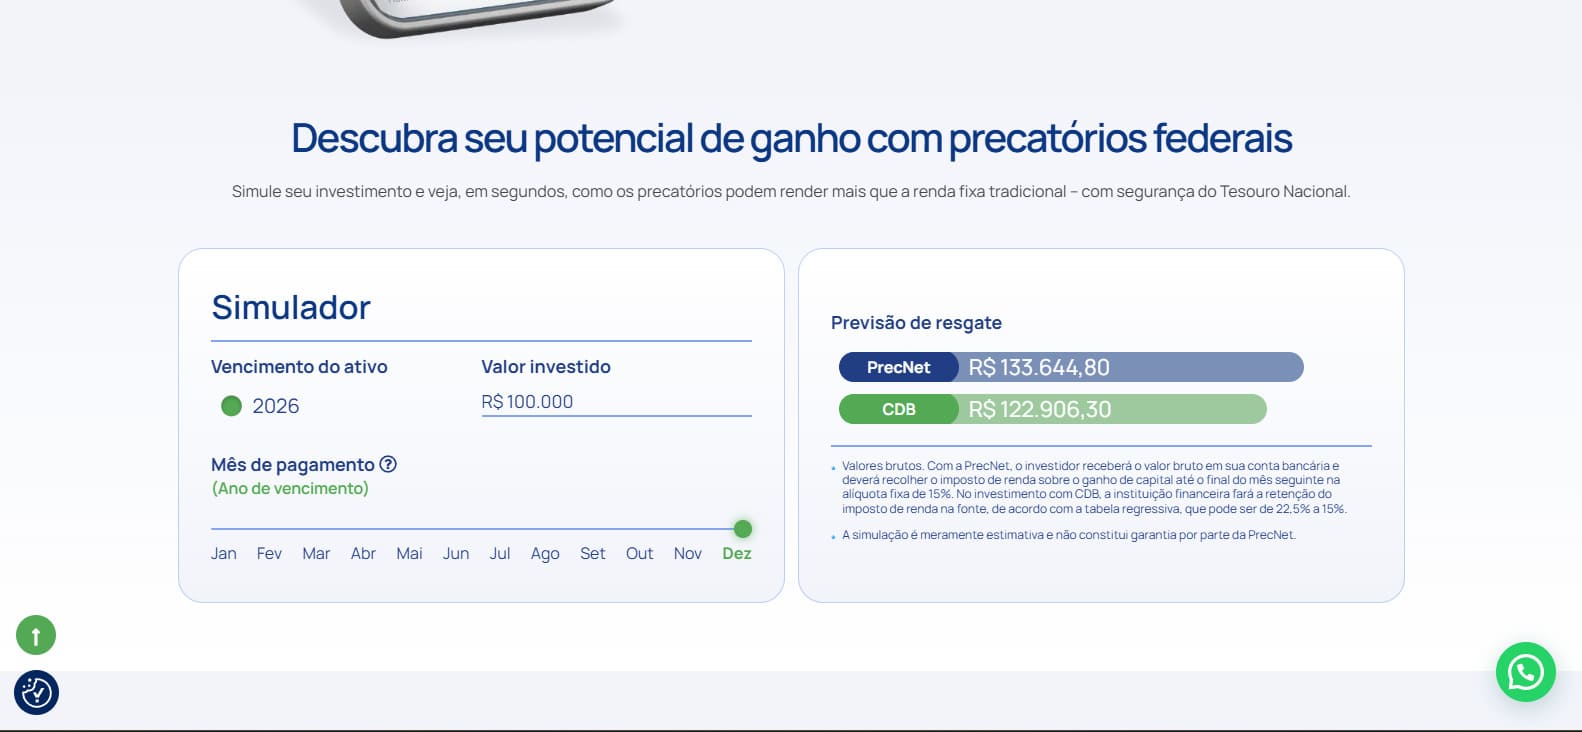 Descubra seu potencial de ganho com precatórios federais
Simule seu investimento e veja, em segundos, como os precatórios podem render mais que a renda fixa tradicional – com segurança do Tesouro Nacional.
Simulador
Vencimento do ativo
2026
Valor investido
R$ 100.000
Mês de pagamento ?
(Ano de vencimento)
Jan Fev Mar Abr Mai Jun Jul Ago Set Out Nov Dez
Previsão de resgate
PrecNet R$ 133.644,80
CDB R$ 122.906,30
Valores brutos. Com a PrecNet, o investidor receberá o valor bruto em sua conta bancária e
deverá recolher o imposto de renda sobre o ganho de capital até o final do mês seguinte na
alíquota fixa de 15%. No investimento com CDB, a instituição financeira fará a retenção do
imposto de renda na fonte, de acordo com a tabela regressiva, que pode ser de 22,5% a 15%.
A simulação é meramente estimativa e não constitui garantia por parte da PrecNet.